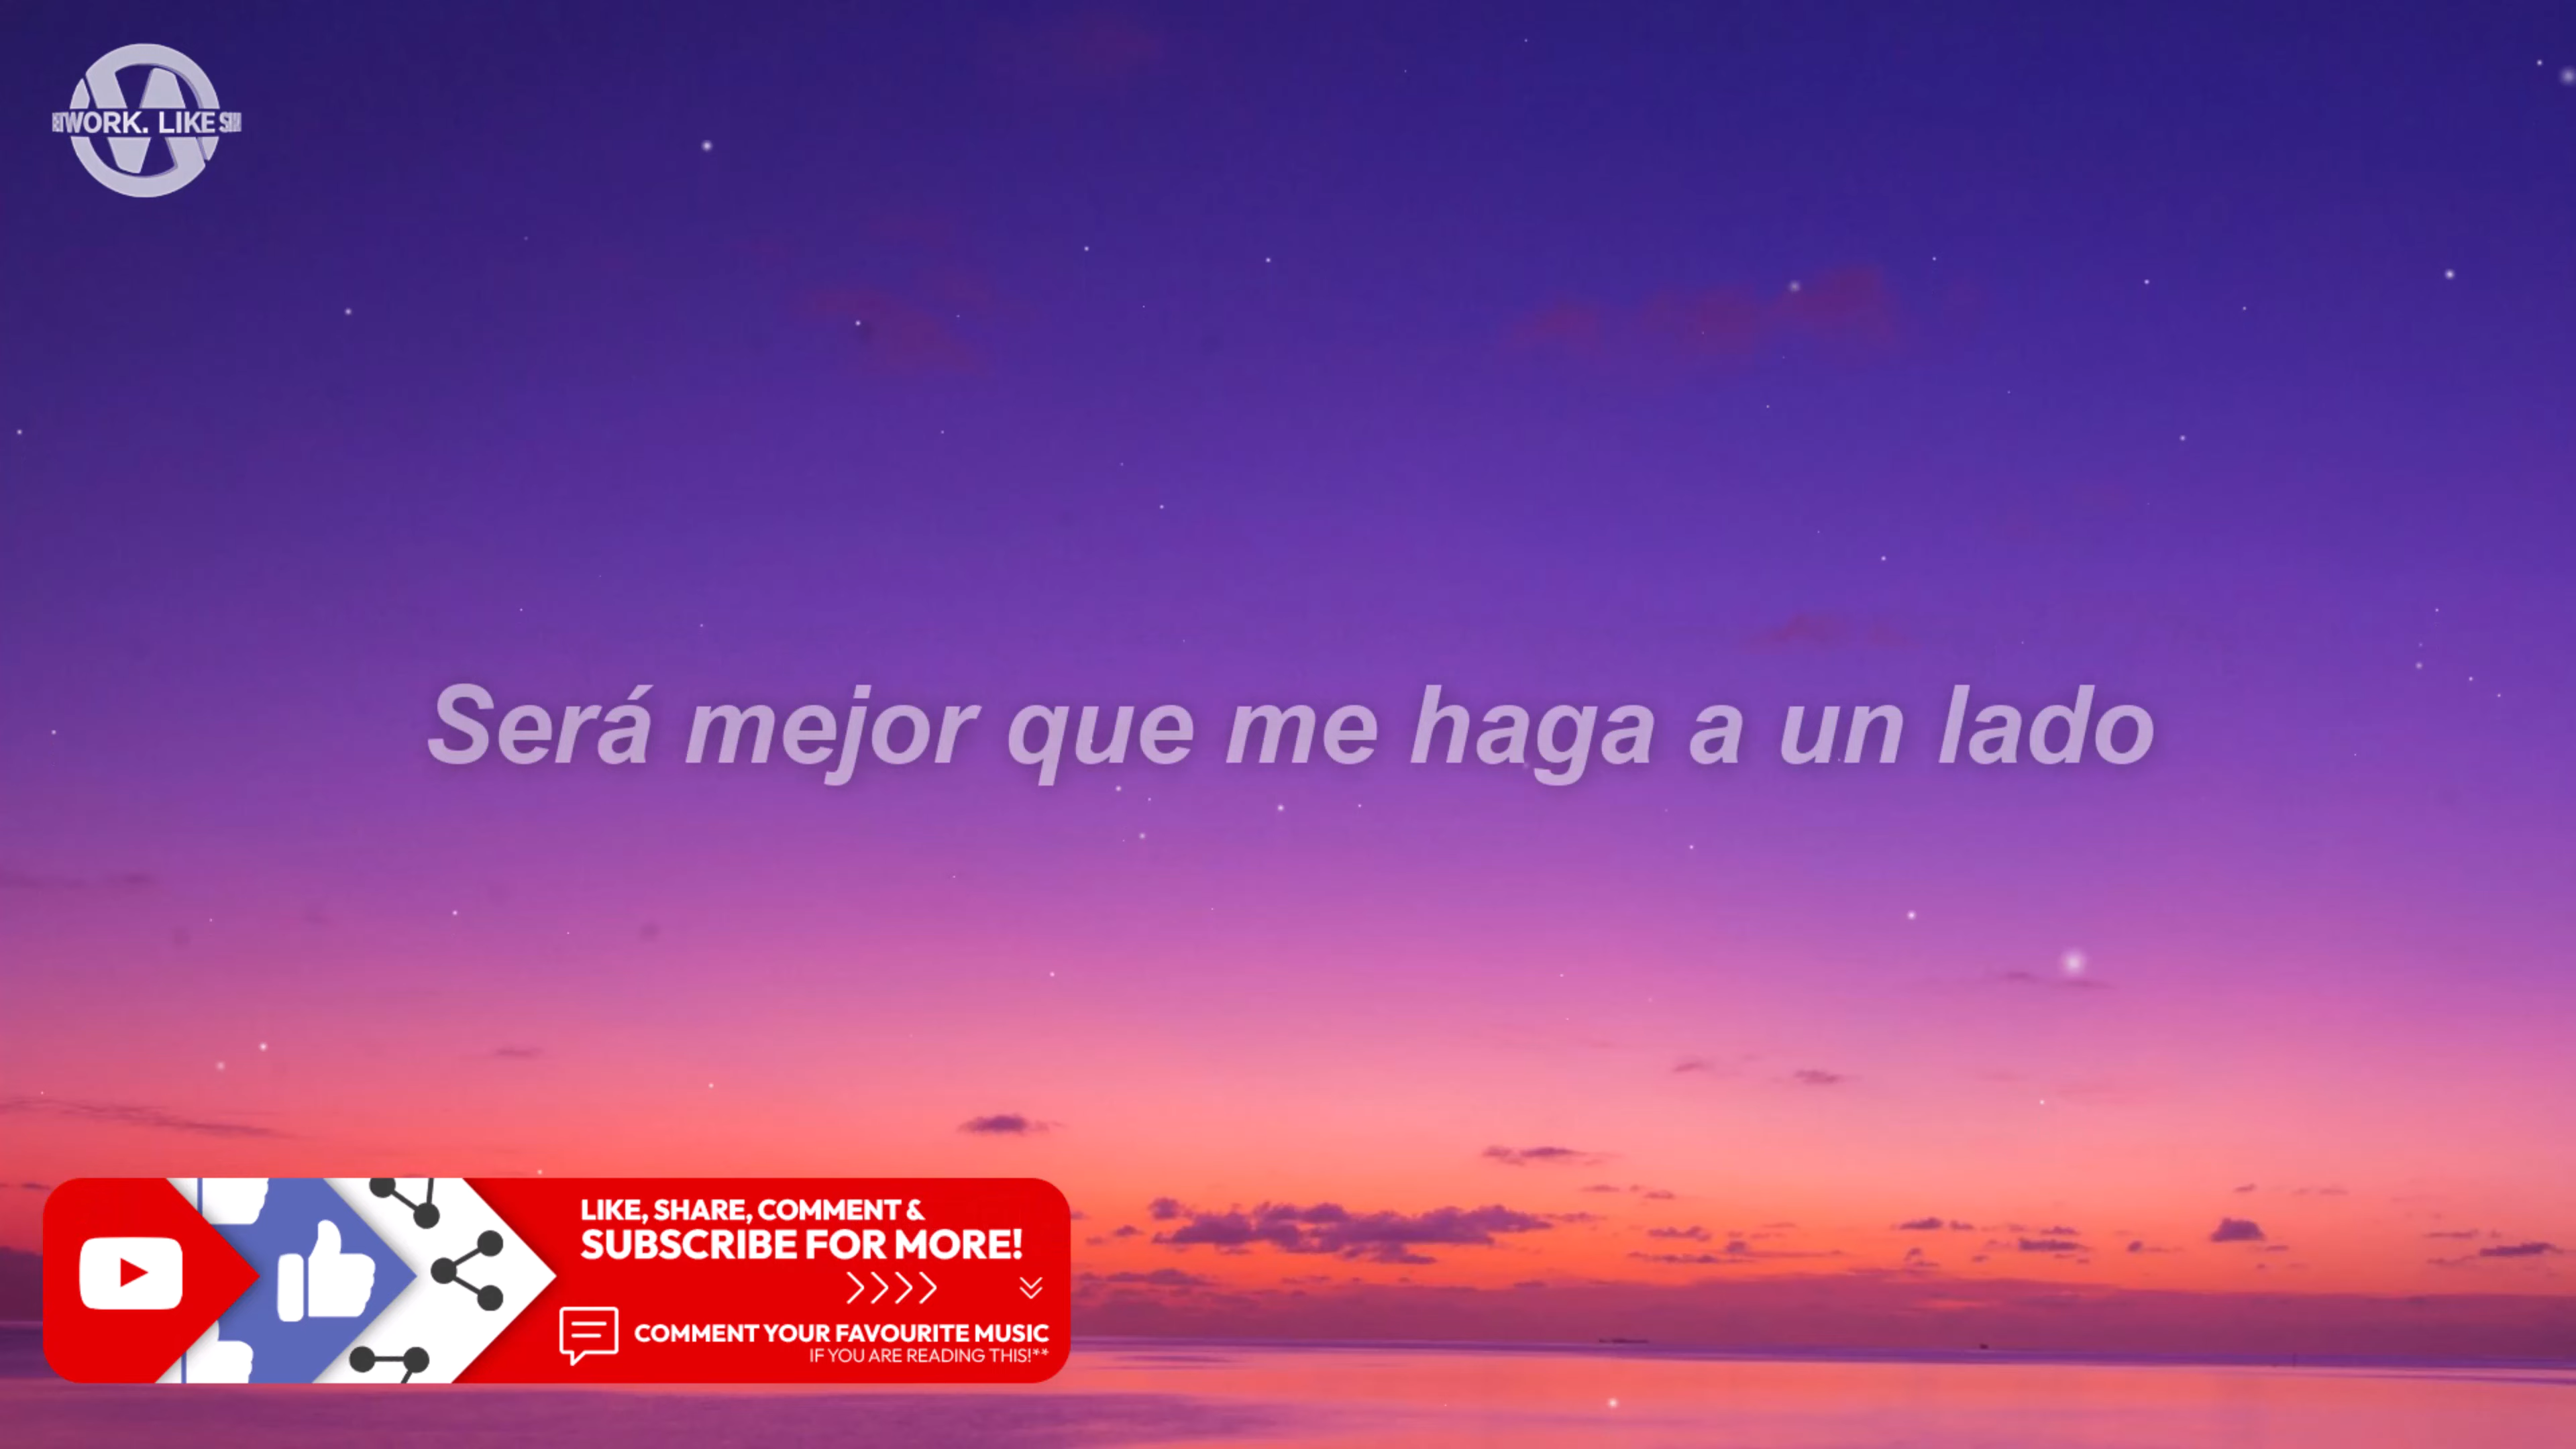 WORK. LIKE
Será mejor que me haga a un lado
LIKE, SHARE, COMMENT &
SUBSCRIBE FOR MORE!
COMMENT YOUR FAVOURITE MUSIC
IF YOU ARE READING THIS!**